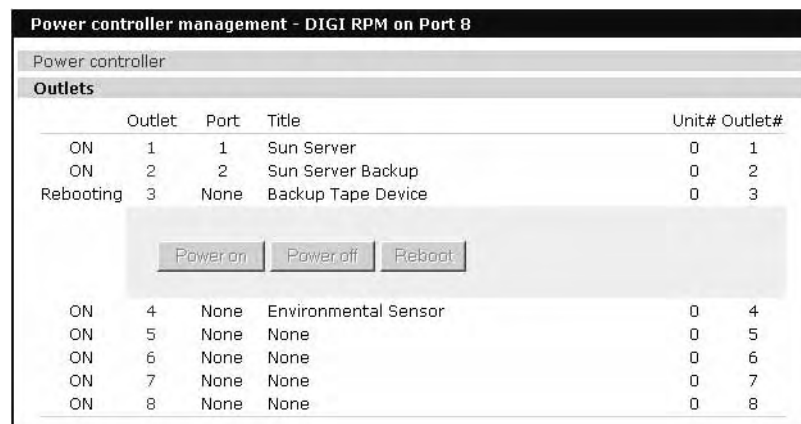 Power controller management - DIGI RPM on Port 8
Power controller
Outlets
Outlet Port Title Unit# Outlet#
ON 1 1 Sun Server 0 1
ON 2 2 Sun Server Backup 0 2
Rebooting 3 None Backup Tape Device 0 3
Power on Power off Reboot
ON 4 None Environmental Sensor 0 4
ON 5 None None 0 5
ON 6 None None 0 6
ON 7 None None 0 7
ON 8 None None 0 8